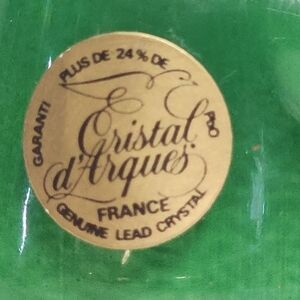 GARANTI PLUS DE 24 % DE PbO
Cristal
d'Arques
FRANCE
GENUINE LEAD CRYSTAL